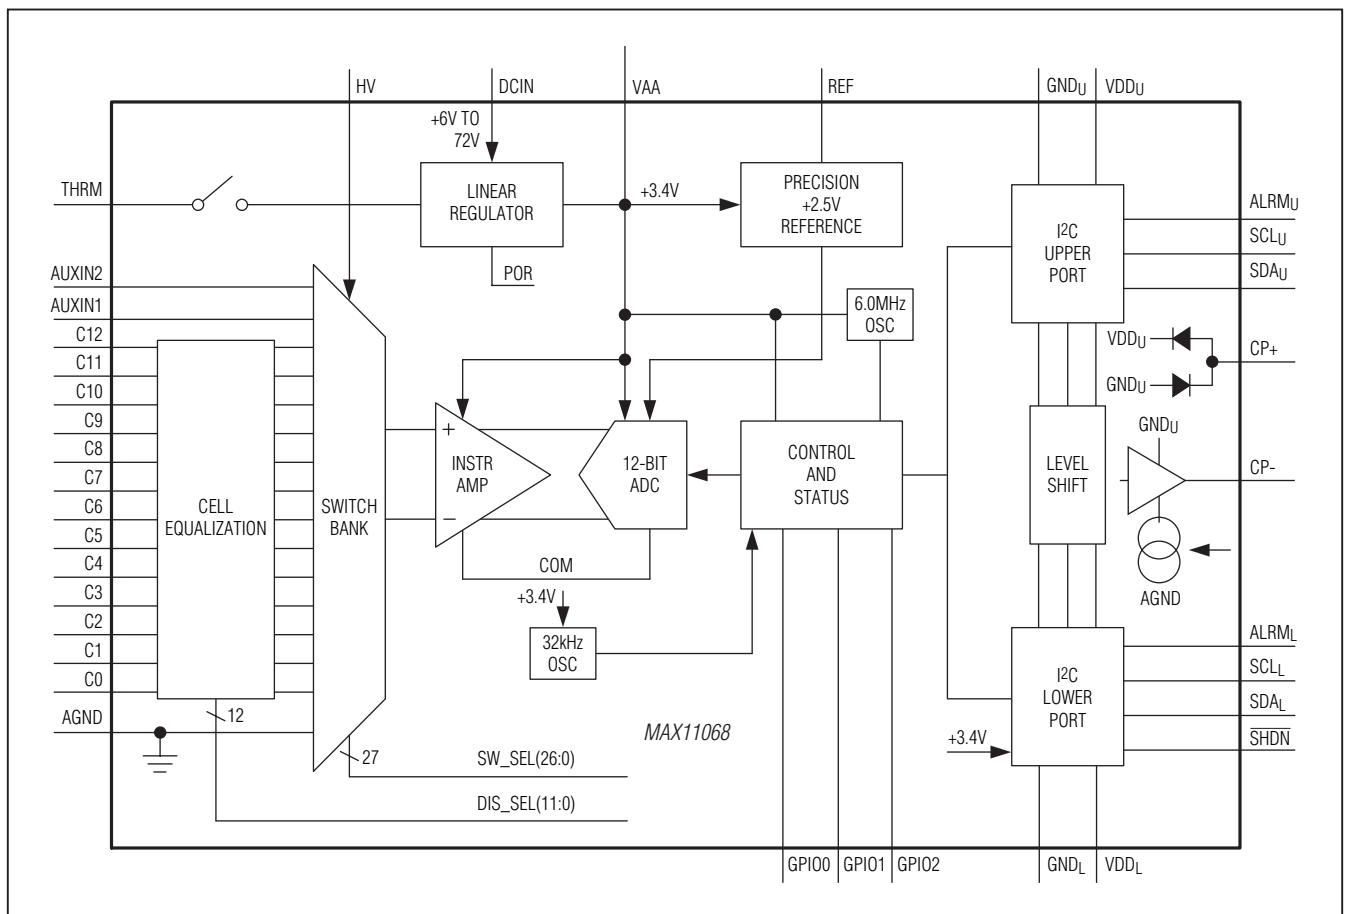 HV
DCIN
VAA
REF
GNDU
VDDU
+6V TO
72V
THRM
LINEAR
REGULATOR
+3.4V
PRECISION
+2.5V
REFERENCE
I2C
UPPER
PORT
ALRMU
SCLU
SDAU
POR
AUXIN2
AUXIN1
C12
C11
C10
C9
C8
C7
C6
C5
C4
C3
C2
C1
C0
AGND
CELL
EQUALIZATION
SWITCH
BANK
+
INSTR
AMP
−
12-BIT
ADC
6.0MHz
OSC
CONTROL
AND
STATUS
LEVEL
SHIFT
VDDU
GNDU
CP+
GNDU
CP-
AGND
COM
+3.4V
32kHz
OSC
I2C
LOWER
PORT
+3.4V
ALRML
SCLL
SDAL
SHDN
12
27
MAX11068
SW_SEL(26:0)
DIS_SEL(11:0)
GPIO0
GPIO1
GPIO2
GNDL
VDDL